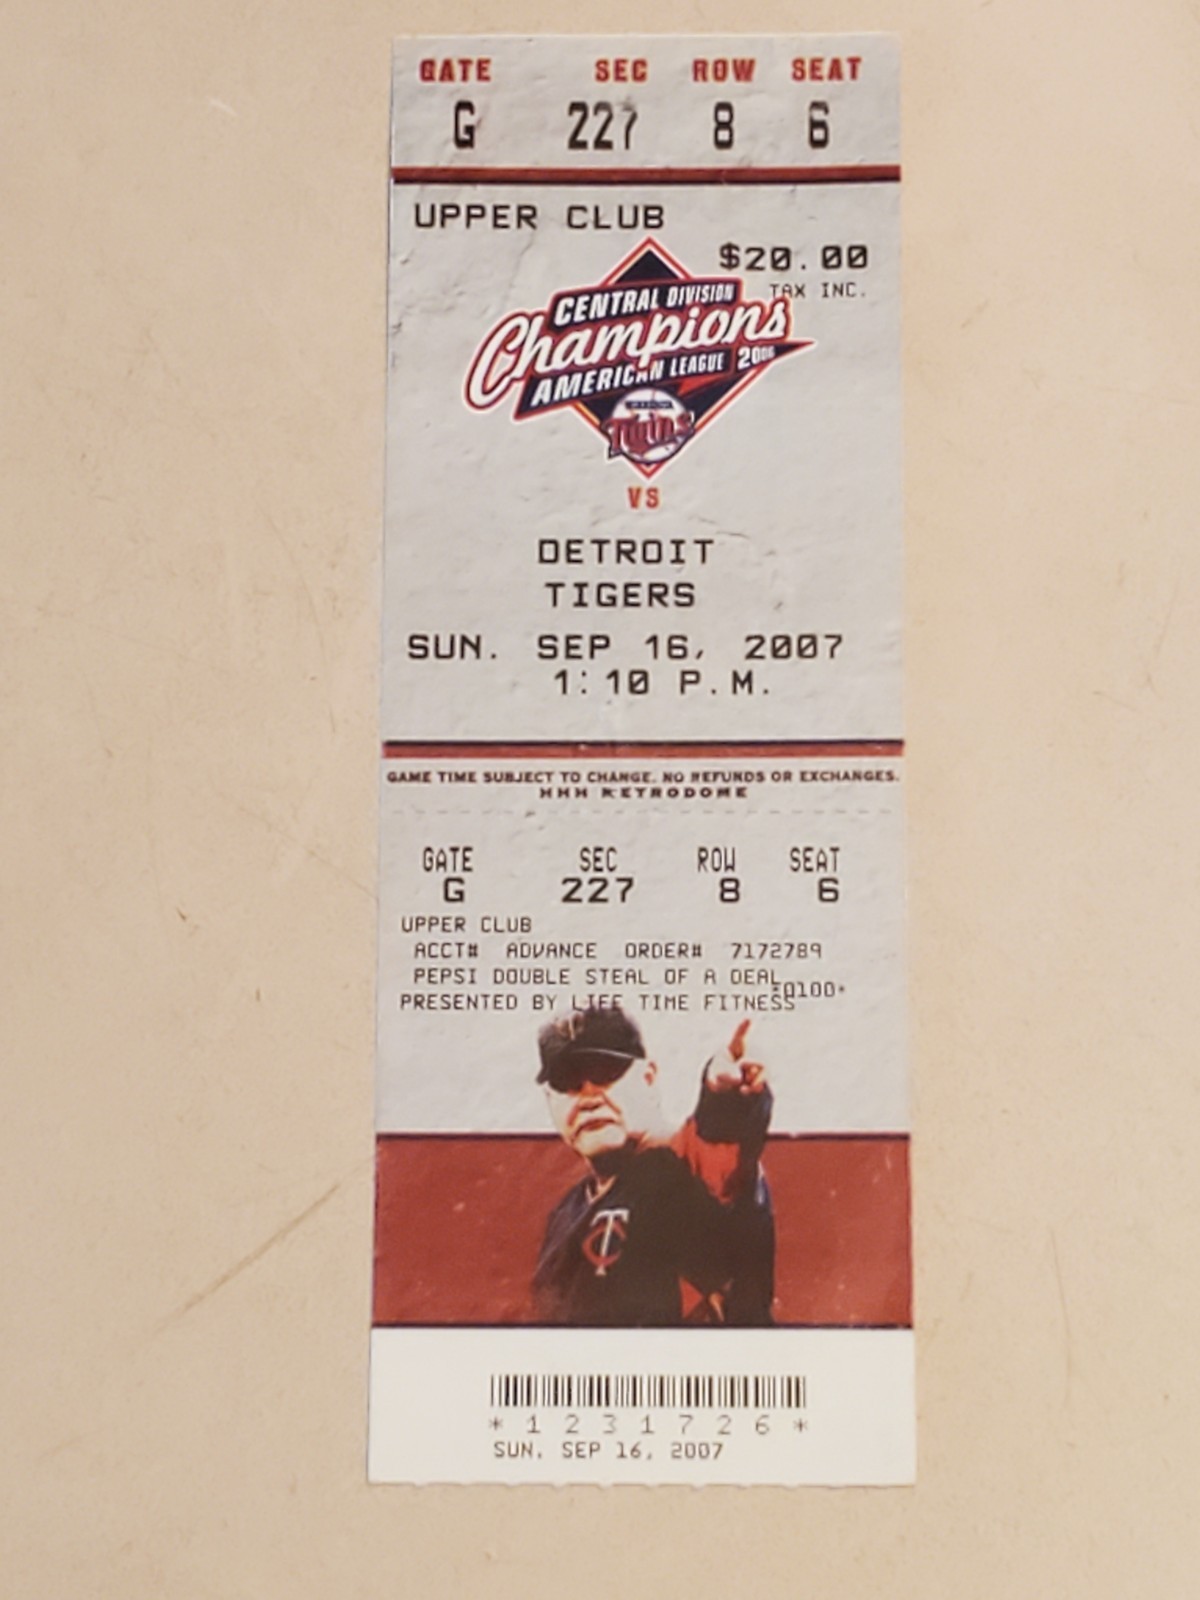 GATE SEC ROW SEAT
G 227 8 6
UPPER CLUB
$20.00
TAX INC.
CENTRAL DIVISION
Champions
AMERICAN LEAGUE 2006
Twins
VS
DETROIT
TIGERS
SUN. SEP 16, 2007
1:10 P.M.
GAME TIME SUBJECT TO CHANGE. NO REFUNDS OR EXCHANGES.
HHH METRODOME
GATE SEC ROW SEAT
G 227 8 6
UPPER CLUB
ACCT# ADVANCE ORDER# 7172789
PEPSI DOUBLE STEAL OF A DEAL
PRESENTED BY LIFE TIME FITNESS
TC
*1231726*
SUN. SEP 16, 2007